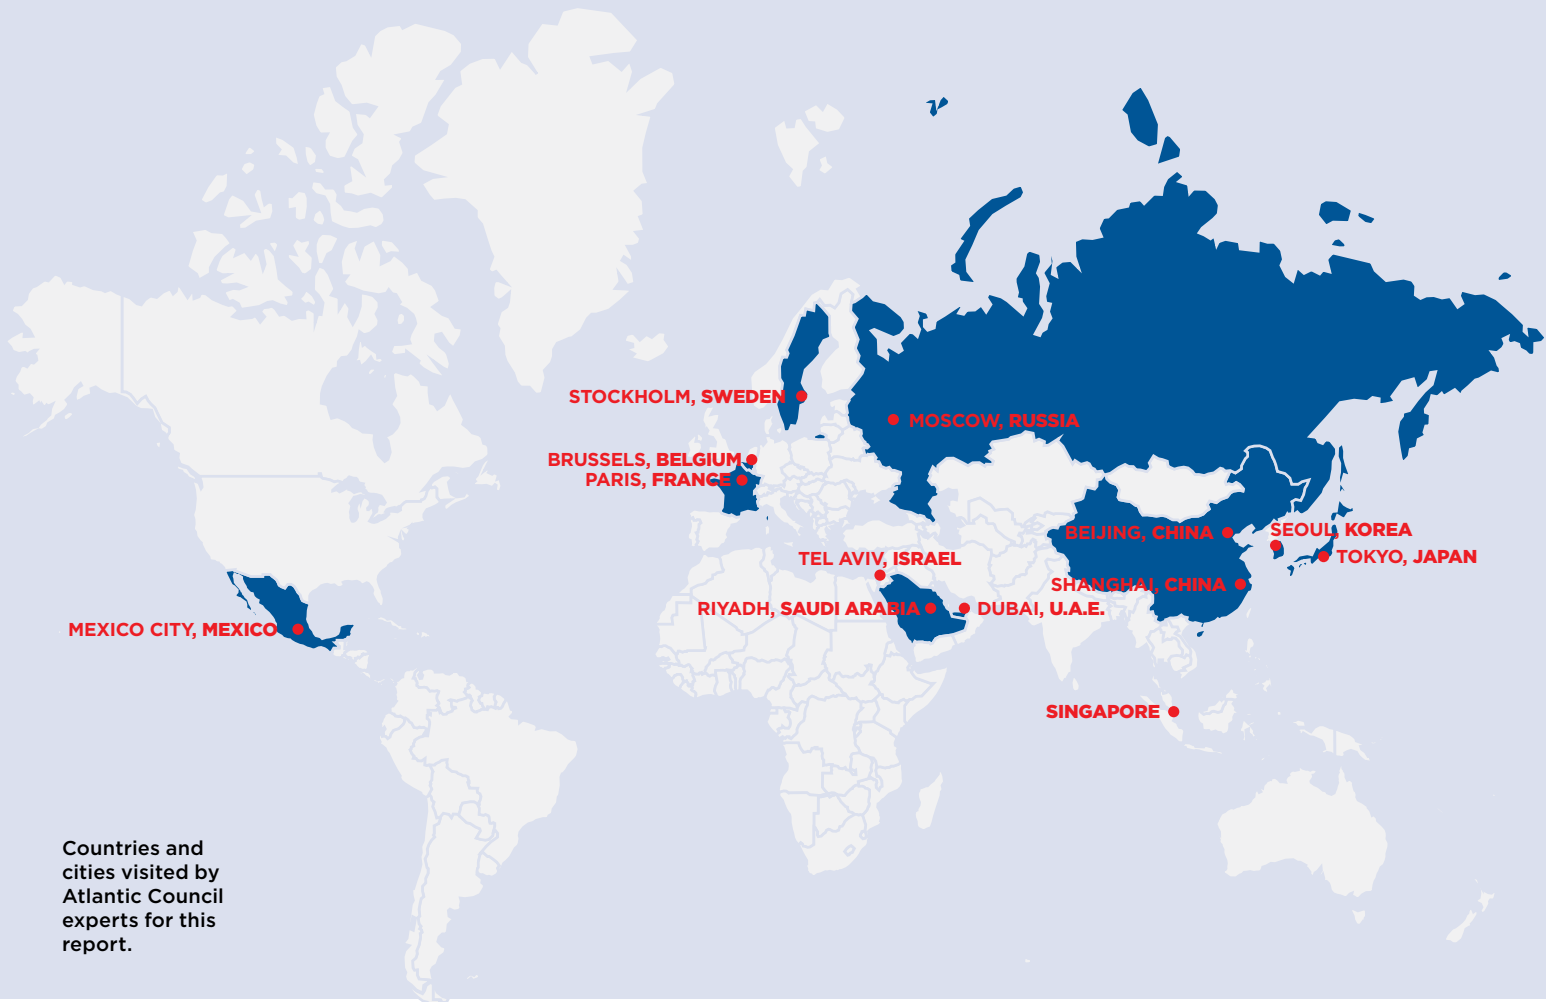 STOCKHOLM, SWEDEN
MOSCOW, RUSSIA
BRUSSELS, BELGIUM
PARIS, FRANCE
BEIJING, CHINA
SEOUL, KOREA
TOKYO, JAPAN
TEL AVIV, ISRAEL
SHANGHAI, CHINA
RIYADH, SAUDI ARABIA
DUBAI, U.A.E.
MEXICO CITY, MEXICO
SINGAPORE
Countries and
cities visited by
Atlantic Council
experts for this
report.